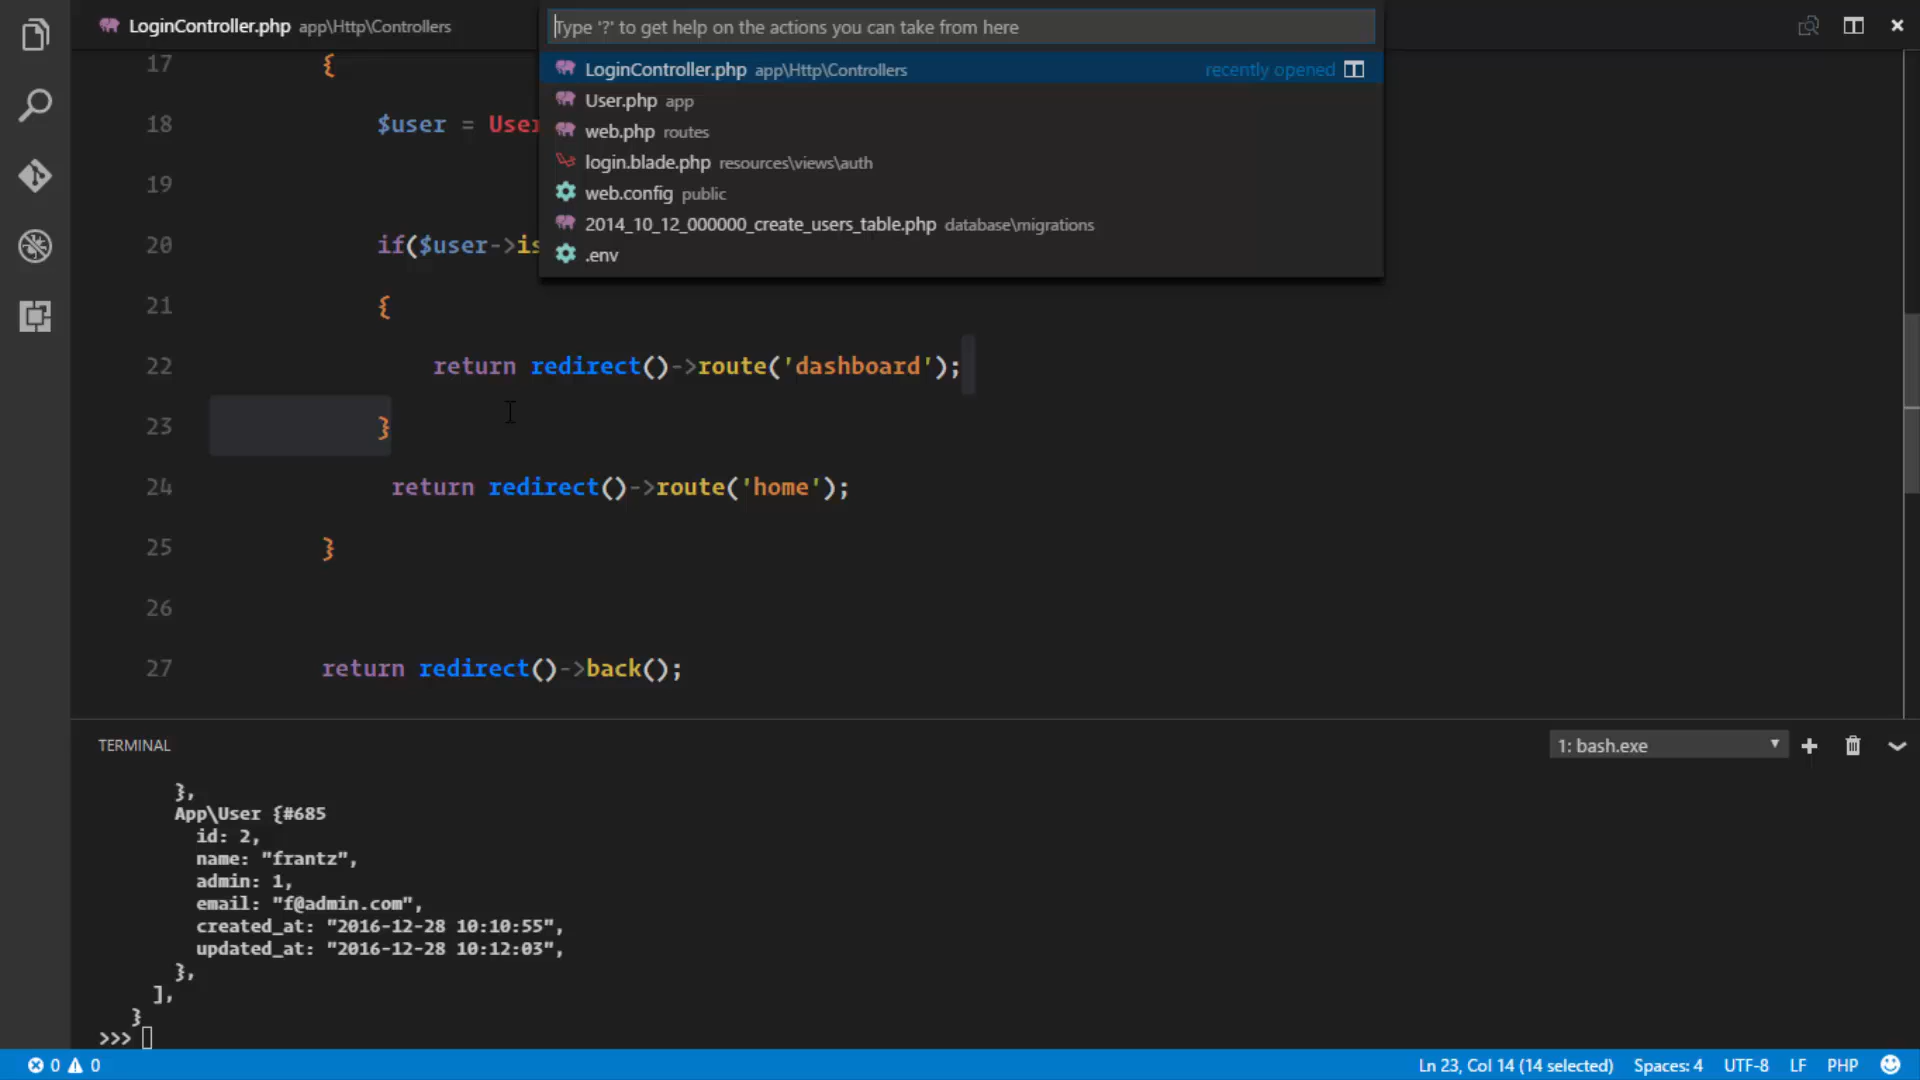 LoginController.php app\Http\Controllers
Type '?' to get help on the actions you can take from here
LoginController.php app\Http\Controllers recently opened
User.php app
web.php routes
login.blade.php resources\views\auth
web.config public
2014_10_12_000000_create_users_table.php database\migrations
.env
17 {
18 $user = User
19
20 if($user->is
21 {
22 return redirect()->route('dashboard');
23 }
24 return redirect()->route('home');
25 }
26
27 return redirect()->back();
TERMINAL
1: bash.exe
},
App\User {#685
id: 2,
name: "frantz",
admin: 1,
email: "f@admin.com",
created_at: "2016-12-28 10:10:55",
updated_at: "2016-12-28 10:12:03",
},
],
}
>>>
0 0 Ln 23, Col 14 (14 selected) Spaces: 4 UTF-8 LF PHP